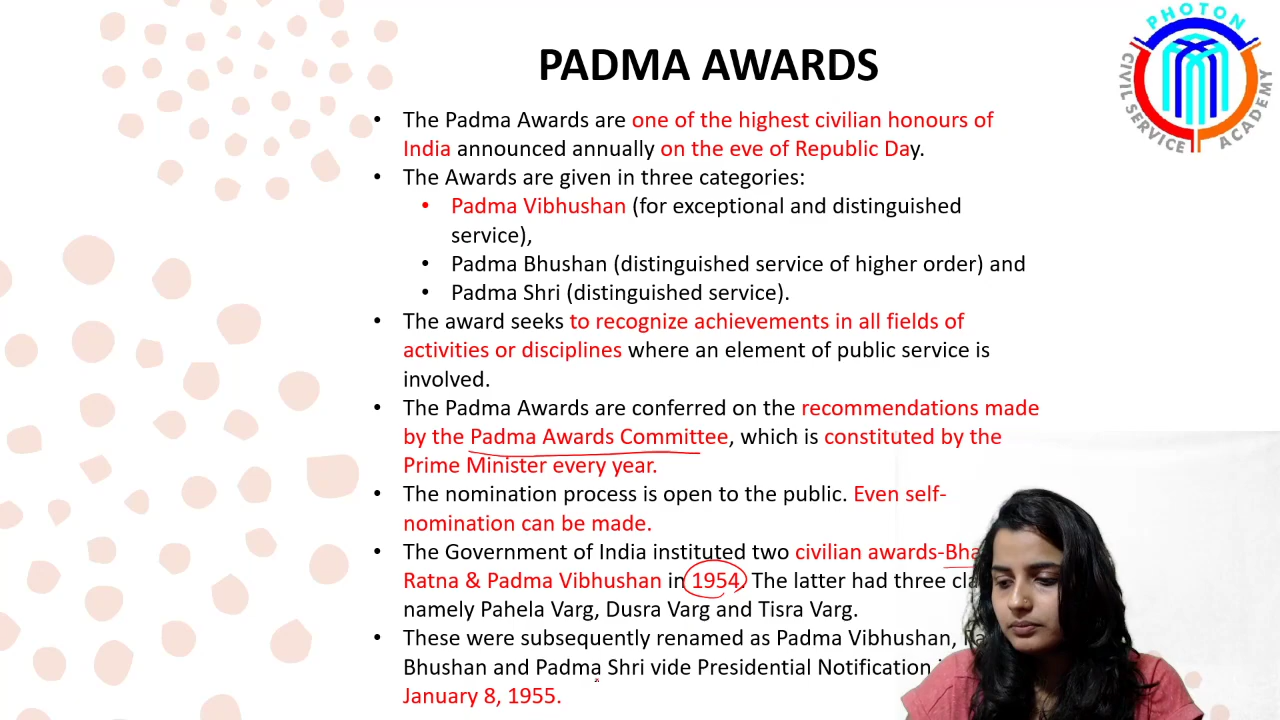 PHOTON
CIVIL SERVICE ACADEMY
PADMA AWARDS
• The Padma Awards are one of the highest civilian honours of
India announced annually on the eve of Republic Day.
• The Awards are given in three categories:
• Padma Vibhushan (for exceptional and distinguished
service),
• Padma Bhushan (distinguished service of higher order) and
• Padma Shri (distinguished service).
• The award seeks to recognize achievements in all fields of
activities or disciplines where an element of public service is
involved.
• The Padma Awards are conferred on the recommendations made
by the Padma Awards Committee, which is constituted by the
Prime Minister every year.
• The nomination process is open to the public. Even self-
nomination can be made.
• The Government of India instituted two civilian awards-
Ratna & Padma Vibhushan in 1954. The latter had three
namely Pahela Varg, Dusra Varg and Tisra Varg.
• These were subsequently renamed as Padma Vibhushan,
Bhushan and Padma Shri vide Presidential Notification
January 8, 1955.